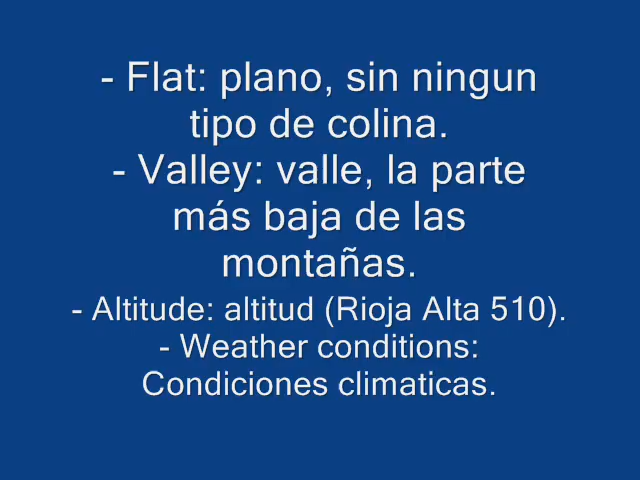 - Flat: plano, sin ningun
tipo de colina.
- Valley: valle, la parte
más baja de las
montañas.
- Altitude: altitud (Rioja Alta 510).
- Weather conditions:
Condiciones climaticas.